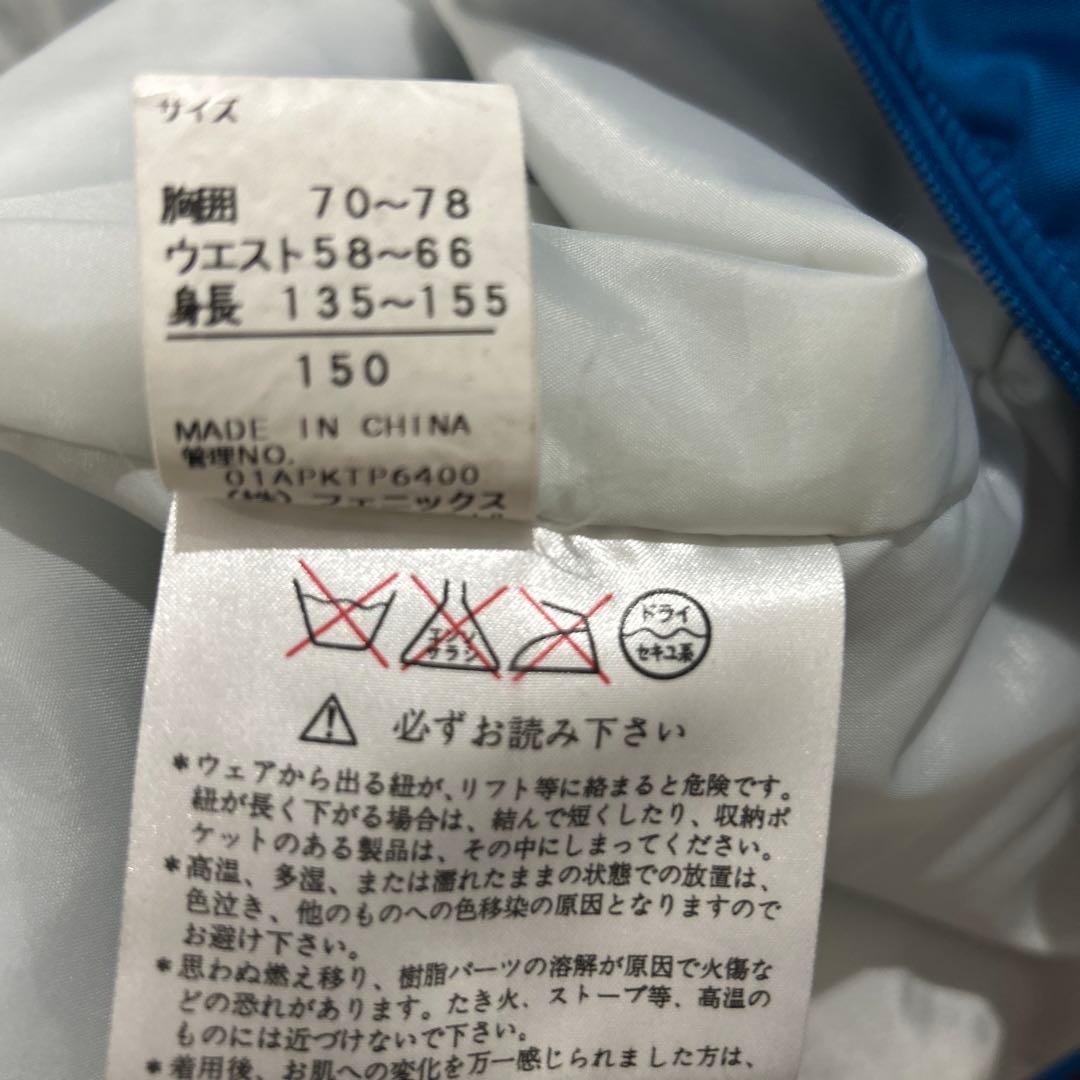 サイズ
胸囲 70～78
ウエスト58～66
身長 135～155
150
MADE IN CHINA
管理NO.
01APKTP6400
(株)フェニックス
エンソ
サラシ
ドライ
セキユ系
必ずお読み下さい
*ウェアから出る紐が、リフト等に絡まると危険です。
紐が長く下がる場合は、結んで短くしたり、収納ポ
ケットのある製品は、その中にしまってください。
*高温、多湿、または濡れたままの状態での放置は、
色泣き、他のものへの色移染の原因となりますので
お避け下さい。
*思わぬ燃え移り、樹脂パーツの溶解が原因で火傷な
どの恐れがあります。たき火、ストーブ等、高温の
ものには近づけないで下さい。
*着用後、お肌への変化を万一感じられました方は、